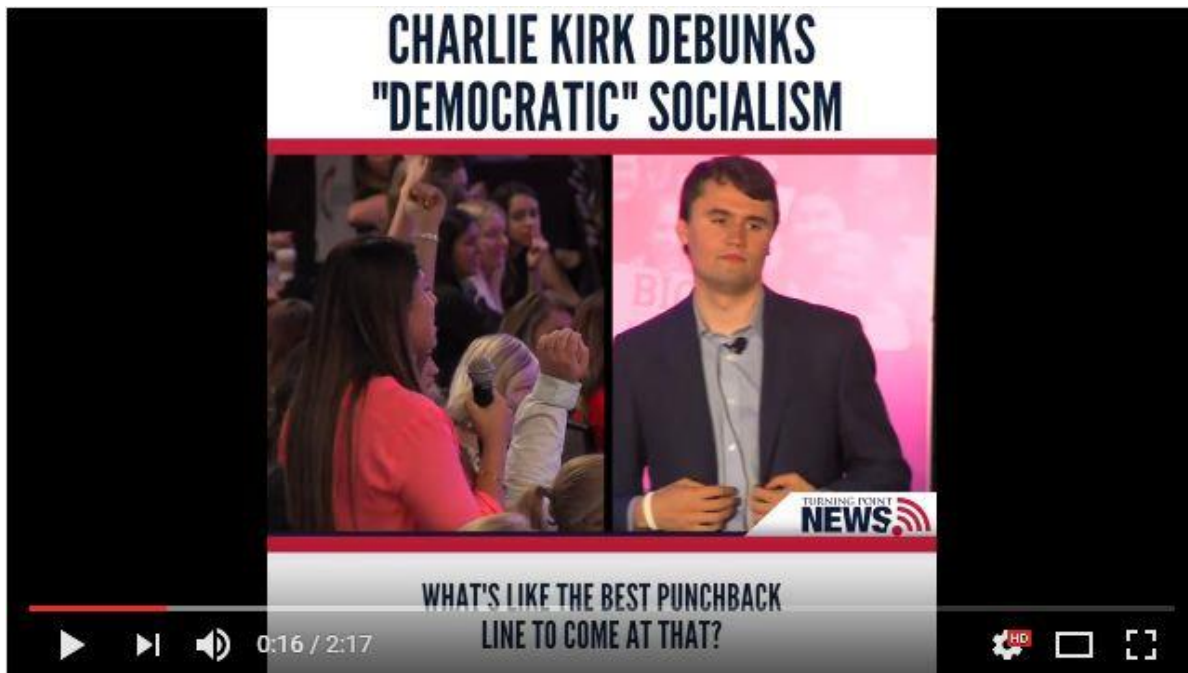 CHARLIE KIRK DEBUNKS
"DEMOCRATIC" SOCIALISM
TURNING POINT
NEWS
WHAT'S LIKE THE BEST PUNCHBACK
LINE TO COME AT THAT?
0:16 / 2:17
HD